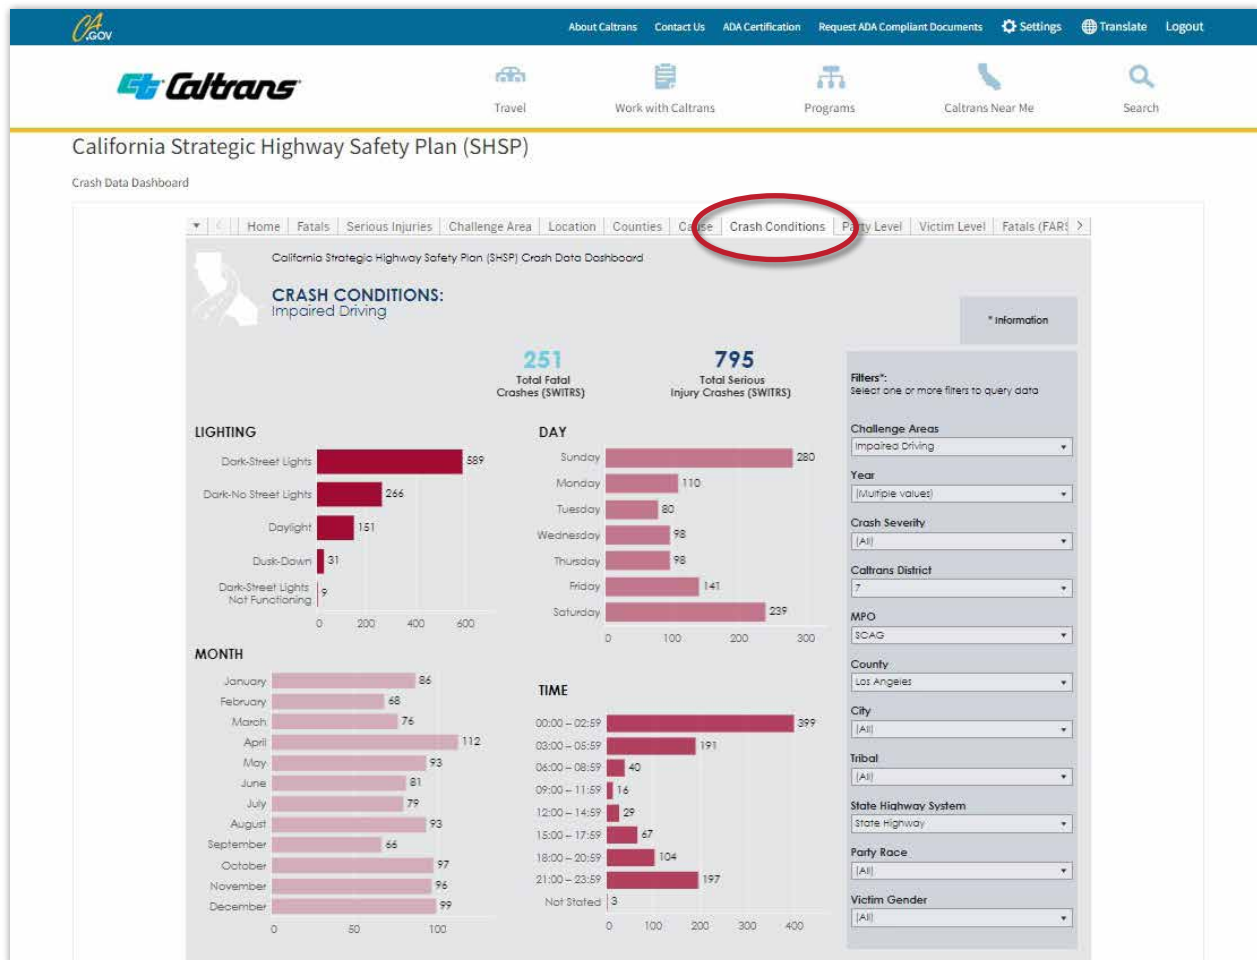 CA.GOV
About Caltrans Contact Us ADA Certification Request ADA Compliant Documents Settings Translate Logout
Caltrans
Travel Work with Caltrans Programs Caltrans Near Me Search
California Strategic Highway Safety Plan (SHSP)
Crash Data Dashboard
Home Fatals Serious Injuries Challenge Area Location Counties Cause Crash Conditions Party Level Victim Level Fatals (FARS
California Strategic Highway Safety Plan (SHSP) Crash Data Dashboard
CRASH CONDITIONS:
Impaired Driving
* Information
251
Total Fatal
Crashes (SWITRS)
795
Total Serious
Injury Crashes (SWITRS)
LIGHTING
Dark-Street Lights 589
Dark-No Street Lights 266
Daylight 151
Dusk-Dawn 31
Dark-Street Lights
Not Functioning 9
0 200 400 600
DAY
Sunday 280
Monday 110
Tuesday 80
Wednesday 98
Thursday 98
Friday 141
Saturday 239
0 100 200 300
MONTH
January 86
February 68
March 76
April 112
May 93
June 81
July 79
August 93
September 66
October 97
November 96
December 99
0 50 100
TIME
00:00 – 02:59 399
03:00 – 05:59 191
06:00 – 08:59 40
09:00 – 11:59 16
12:00 – 14:59 29
15:00 – 17:59 67
18:00 – 20:59 104
21:00 – 23:59 197
Not Stated 3
0 100 200 300 400
Filters*:
Select one or more filters to query data
Challenge Areas
Impaired Driving
Year
(Multiple values)
Crash Severity
(All)
Caltrans District
7
MPO
SCAG
County
Los Angeles
City
(All)
Tribal
(All)
State Highway System
State Highway
Party Race
(All)
Victim Gender
(All)